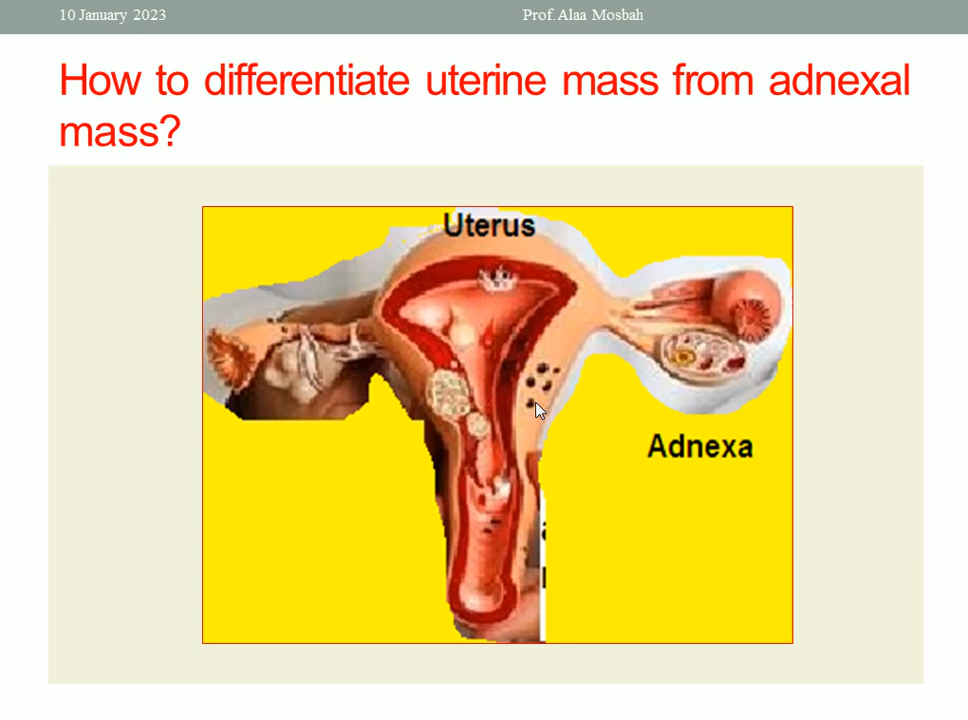 10 January 2023 Prof. Alaa Mosbah
How to differentiate uterine mass from adnexal
mass?
Uterus
Adnexa